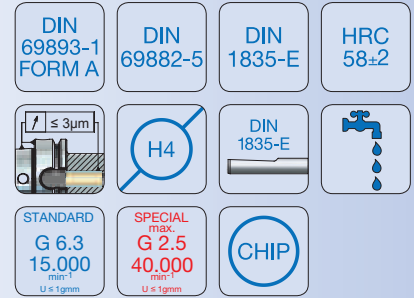 DIN
69893-1
FORM A
DIN
69882-5
DIN
1835-E
HRC
58±2
↗ ≤ 3µm
H4
DIN
1835-E
STANDARD
G 6.3
15.000
min⁻¹
U ≤ 1gmm
SPECIAL
max.
G 2.5
40.000
min⁻¹
U ≤ 1gmm
CHIP